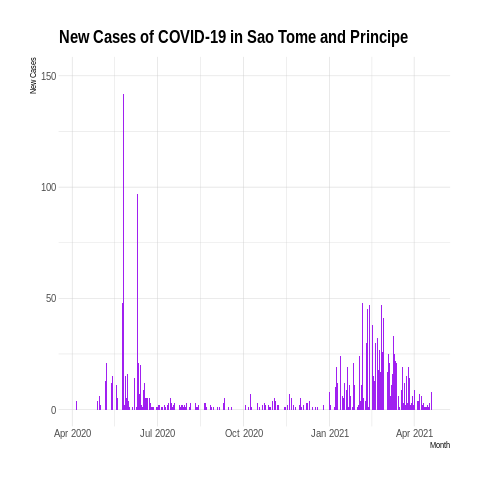 New Cases of COVID-19 in Sao Tome and Principe
New Cases
150
100
50
0
Apr 2020 Jul 2020 Oct 2020 Jan 2021 Apr 2021
Month